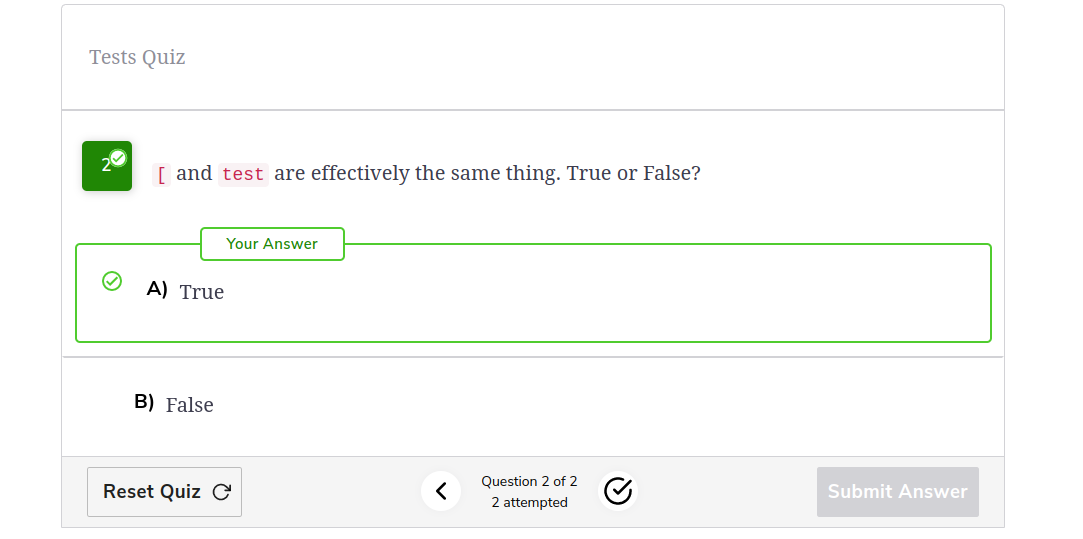 Tests Quiz
2
[ and test are effectively the same thing. True or False?
Your Answer
A) True
B) False
Reset Quiz
Question 2 of 2
2 attempted
Submit Answer